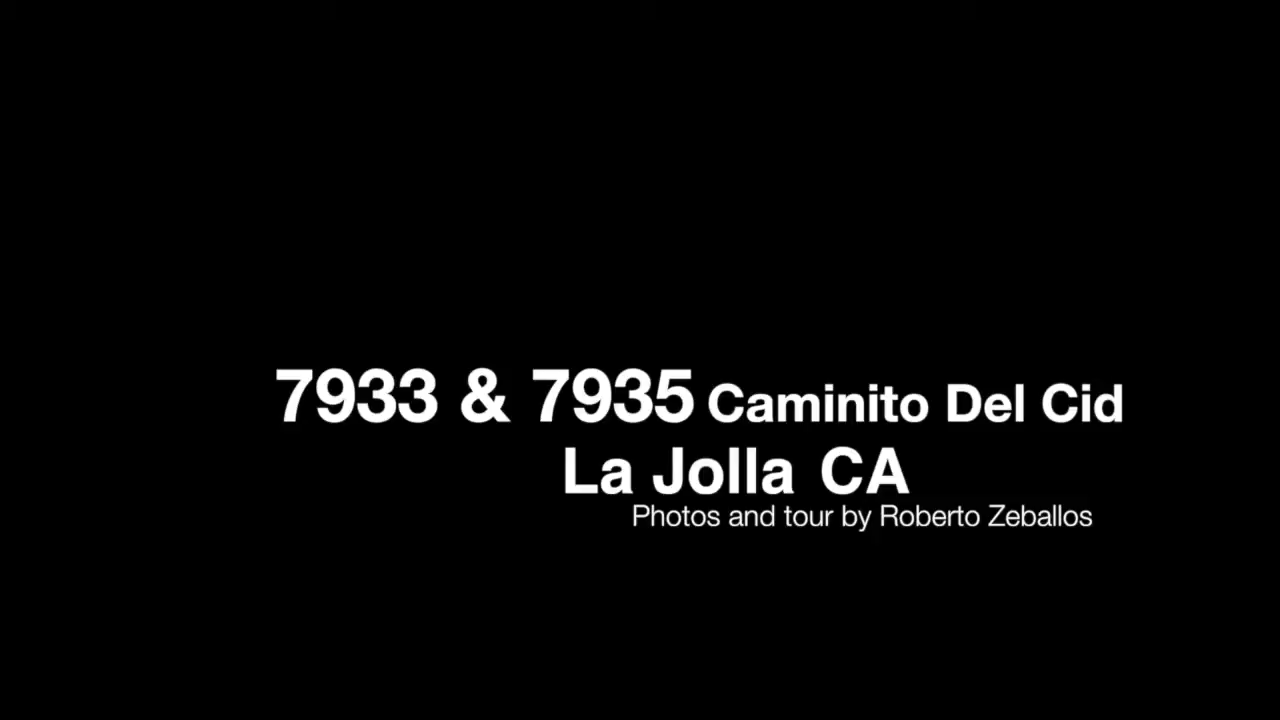 7933 & 7935 Caminito Del Cid
La Jolla CA
Photos and tour by Roberto Zeballos